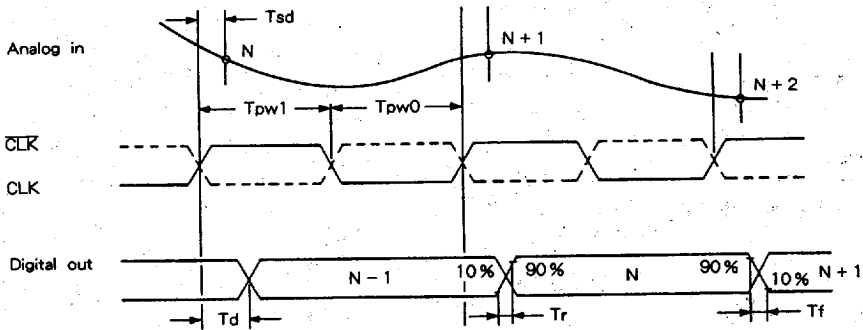 Tsd
Analog in
N
N + 1
N + 2
Tpw1
Tpw0
CLK
CLK
Digital out
N − 1
10%
90%
N
90%
10%
N + 1
Td
Tr
Tf